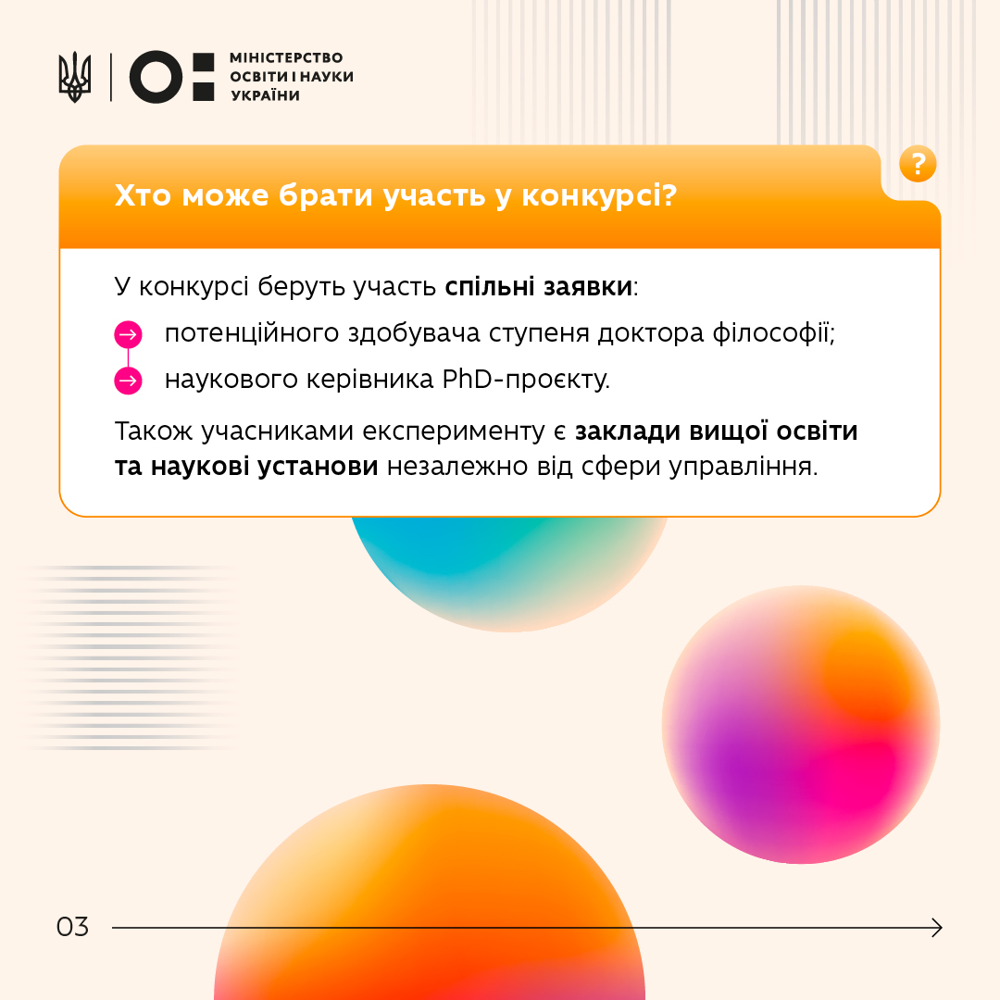 МІНІСТЕРСТВО
ОСВІТИ І НАУКИ
УКРАЇНИ
Хто може брати участь у конкурсі?
?
У конкурсі беруть участь спільні заявки:
потенційного здобувача ступеня доктора філософії;
наукового керівника PhD-проєкту.
Також учасниками експерименту є заклади вищої освіти
та наукові установи незалежно від сфери управління.
03